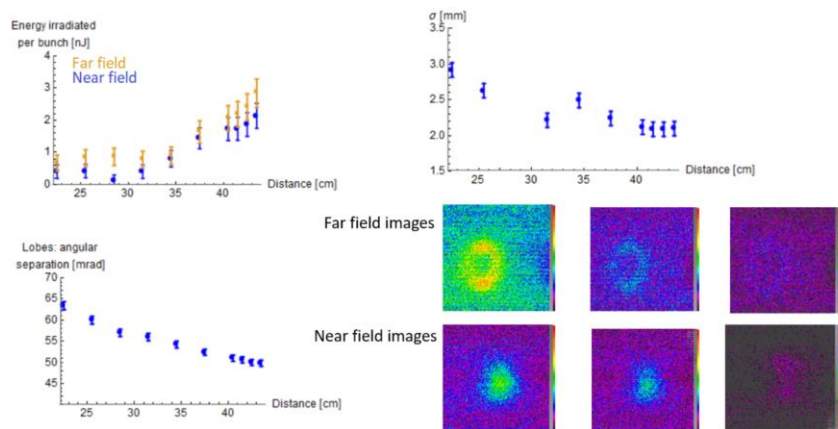 Energy irradiated
per bunch [nJ]
4
3
2
1
0
Far field
Near field
25
30
35
40
Distance [cm]
σ [mm]
3.0
2.5
2.0
1.5
25
30
35
40
Distance [cm]
Lobes: angular
separation [mrad]
70
65
60
55
50
45
25
30
35
40
Distance [cm]
Far field images
Near field images